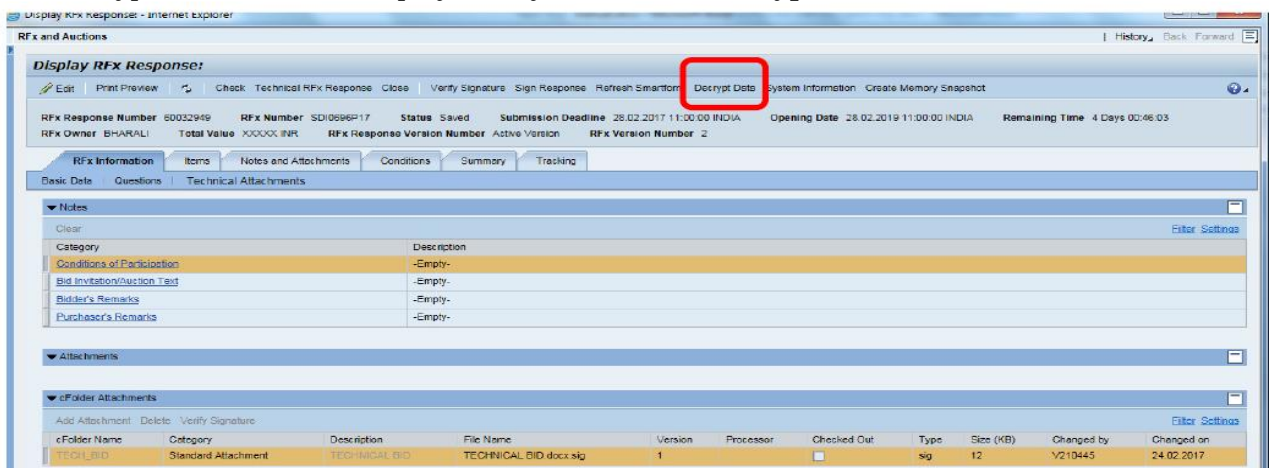 Display RFx Response: - Internet Explorer
RFx and Auctions | History Back Forward
Display RFx Response:
Edit Print Preview Check Technical RFx Response Close Verify Signature Sign Response Refresh Smartform Decrypt Data System Information Create Memory Snapshot
RFx Response Number 60032949 RFx Number SDI0696P17 Status Saved Submission Deadline 28.02.2017 11:00:00 INDIA Opening Date 28.02.2019 11:00:00 INDIA Remaining Time 4 Days 00:46:03
RFx Owner BHARALI Total Value XXXXX INR RFx Response Version Number Active Version RFx Version Number 2
RFx Information Items Notes and Attachments Conditions Summary Tracking
Basic Data | Questions | Technical Attachments
Notes
Clear Filter Settings
Category Description
Conditions of Participation -Empty-
Bid Invitation/Auction Text -Empty-
Bidder's Remarks -Empty-
Purchaser's Remarks -Empty-
Attachments
cFolder Attachments
Add Attachment Delete Verify Signature Filter Settings
cFolder Name Category Description File Name Version Processor Checked Out Type Size (KB) Changed by Changed on
TECH_BID Standard Attachment TECHNICAL BID TECHNICAL BID.docx.sig 1 sig 12 V210445 24.02.2017